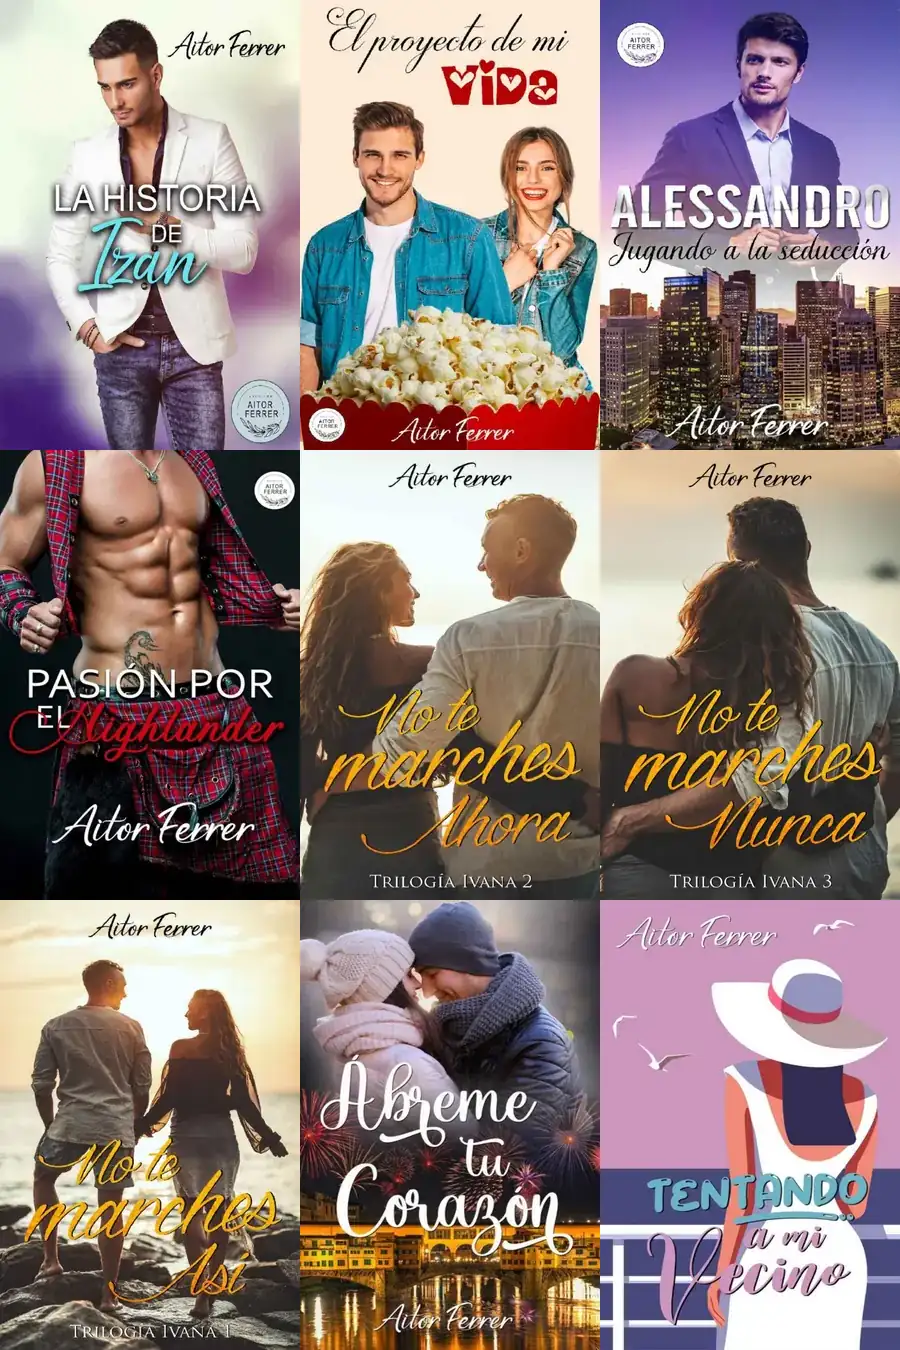 Aitor Ferrer
LA HISTORIA
DE
Izan
AITOR
FERRER
El proyecto de mi
VIDA
AITOR
FERRER
Aitor Ferrer
AITOR
FERRER
ALESSANDRO
Jugando a la seducción
Aitor Ferrer
AITOR
FERRER
PASIÓN POR
EL Highlander
Aitor Ferrer
Aitor Ferrer
No te
marches
Ahora
TRILOGÍA IVANA 2
Aitor Ferrer
No te
marches
Nunca
TRILOGÍA IVANA 3
Aitor Ferrer
No te
marches
Así
TRILOGÍA IVANA 1
Ábreme
tu
Corazón
Aitor Ferrer
Aitor Ferrer
TENTANDO
a mi
Vecino